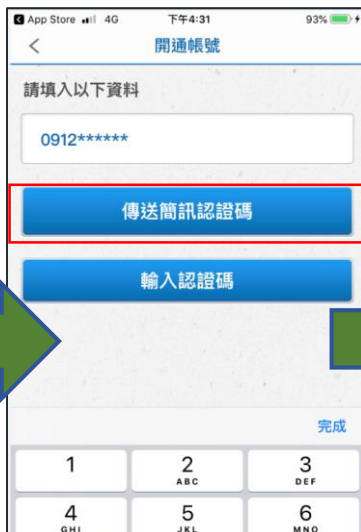 App Store 4G 下午4:31 93%
開通帳號
請填入以下資料
0912******
傳送簡訊認證碼
輸入認證碼
完成
1 2 3
ABC DEF
4 5 6
GHI JKL MNO